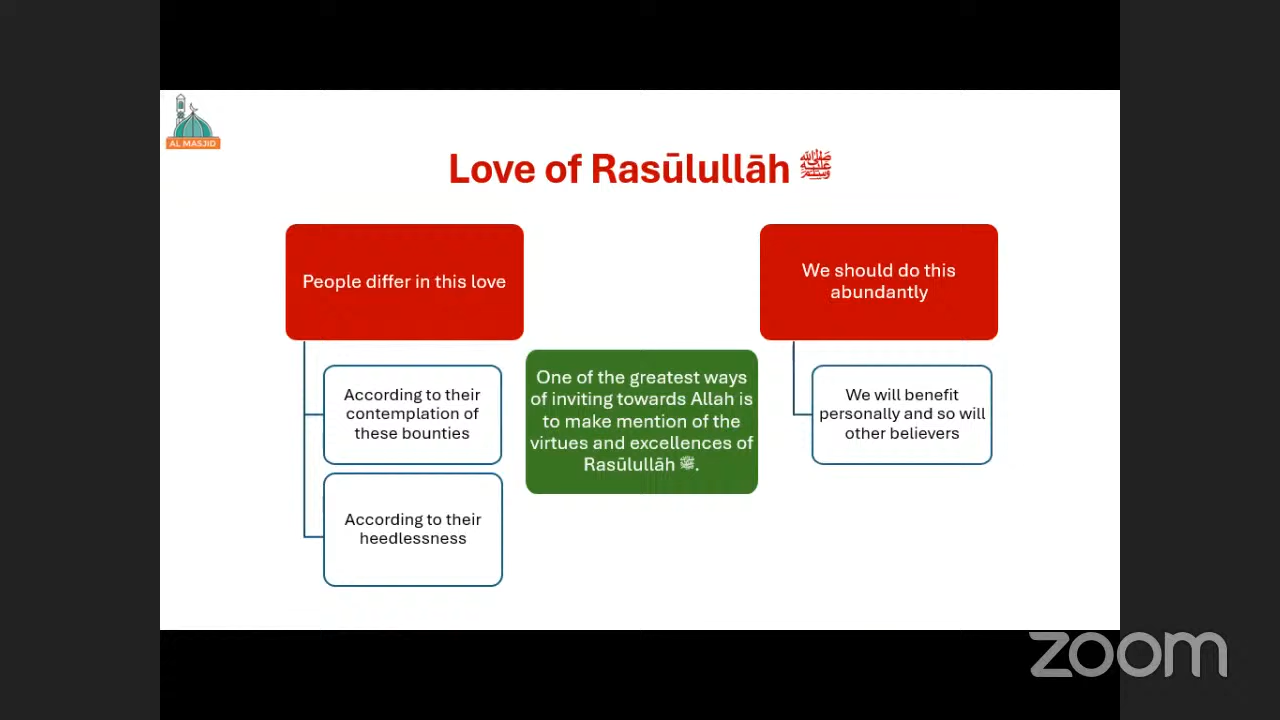 AL MASJID
Love of Rasūlullāh ﷺ
People differ in this love
According to their
contemplation of
these bounties
According to their
heedlessness
One of the greatest ways
of inviting towards Allah is
to make mention of the
virtues and excellences of
Rasūlullāh ﷺ.
We should do this
abundantly
We will benefit
personally and so will
other believers
zoom